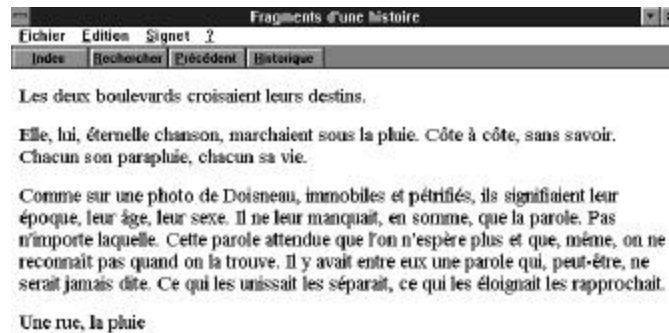 Fragments d'une histoire
Fichier Edition Signet ?
Index Rechercher Précédent Historique
Les deux boulevards croisaient leurs destins.
Elle, lui, éternelle chanson, marchaient sous la pluie. Côte à côte, sans savoir.
Chacun son parapluie, chacun sa vie.
Comme sur une photo de Doisneau, immobiles et pétrifiés, ils signifiaient leur
époque, leur âge, leur sexe. Il ne leur manquait, en somme, que la parole. Pas
n'importe laquelle. Cette parole attendue que l'on n'espère plus et que, même, on ne
reconnaît pas quand on la trouve. Il y avait entre eux une parole qui, peut-être, ne
serait jamais dite. Ce qui les unissait les séparait, ce qui les éloignait les rapprochait.
Une rue, la pluie